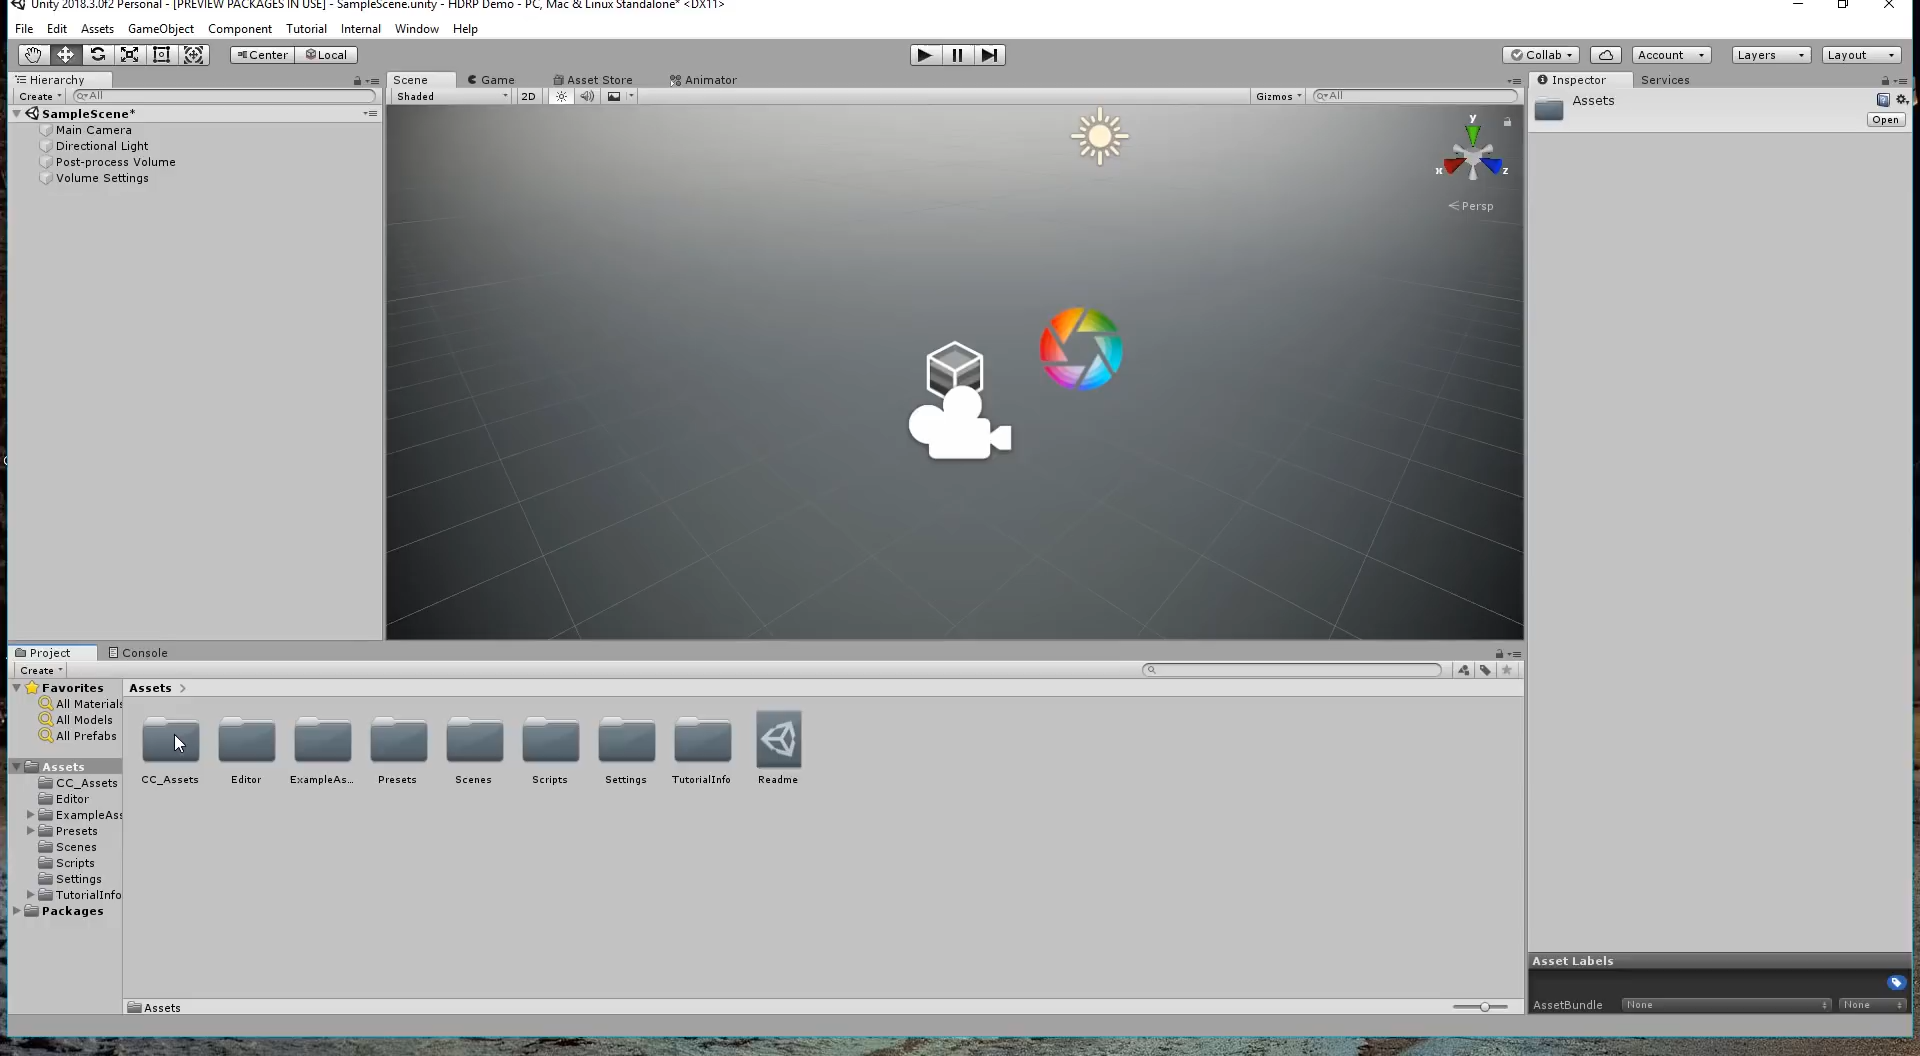 Unity 2018.3.0f2 Personal - [PREVIEW PACKAGES IN USE] - SampleScene.unity - HDRP Demo - PC, Mac & Linux Standalone* <DX11>
File Edit Assets GameObject Component Tutorial Internal Window Help
Center Local Collab Account Layers Layout
Hierarchy Scene Game Asset Store Animator Inspector Services
Create All Shaded 2D Gizmos All Assets
Open
SampleScene*
Main Camera
Directional Light
Post-process Volume
Volume Settings
y
x z
Persp
Project Console
Create
Favorites
All Materials
All Models
All Prefabs
Assets
CC_Assets
Editor
ExampleAss
Presets
Scenes
Scripts
Settings
TutorialInfo
Packages
Assets
CC_Assets Editor ExampleAs... Presets Scenes Scripts Settings TutorialInfo Readme
Assets
Asset Labels
AssetBundle None None